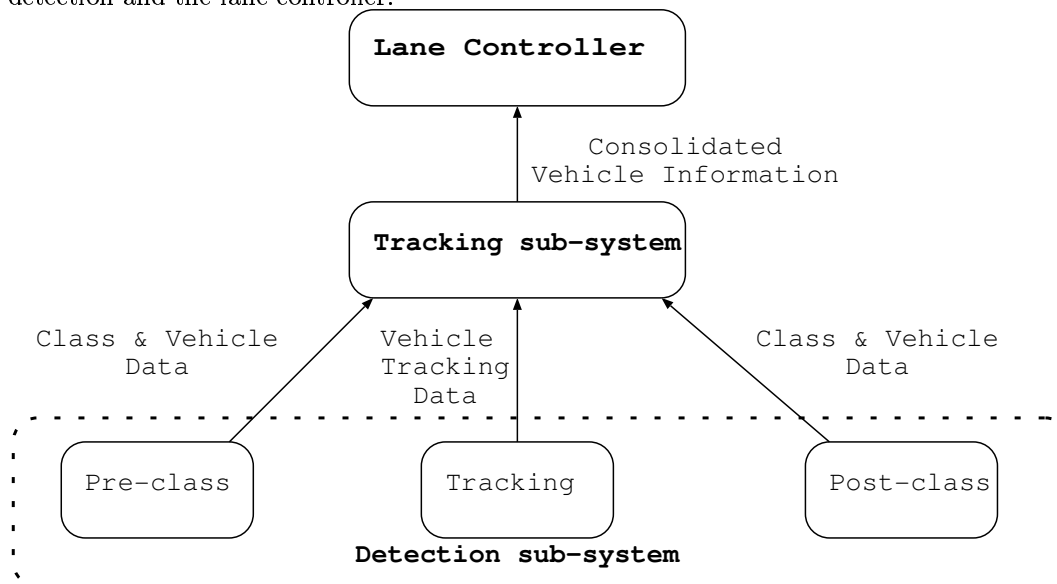 detection and the lane controller.
Lane Controller
Consolidated
Vehicle Information
Tracking sub-system
Class & Vehicle
Data
Vehicle
Tracking
Data
Class & Vehicle
Data
Pre-class
Tracking
Post-class
Detection sub-system